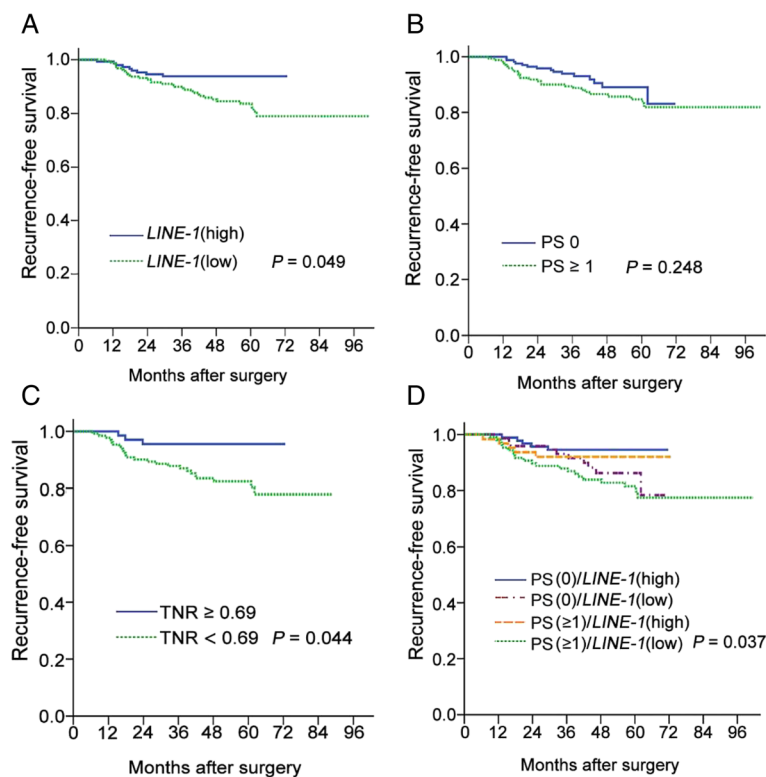 A
Recurrence-free survival
1.0
0.8
0.6
0.4
0.2
0.0
LINE-1(high)
LINE-1(low) P = 0.049
0 12 24 36 48 60 72 84 96
Months after surgery
B
Recurrence-free survival
1.0
0.8
0.6
0.4
0.2
0.0
PS 0
PS ≥ 1 P = 0.248
0 12 24 36 48 60 72 84 96
Months after surgery
C
Recurrence-free survival
1.0
0.8
0.6
0.4
0.2
0.0
TNR ≥ 0.69
TNR < 0.69 P = 0.044
0 12 24 36 48 60 72 84 96
Months after surgery
D
Recurrence-free survival
1.0
0.8
0.6
0.4
0.2
0.0
PS(0)/LINE-1(high)
PS(0)/LINE-1(low)
PS(≥1)/LINE-1(high)
PS(≥1)/LINE-1(low) P = 0.037
0 12 24 36 48 60 72 84 96
Months after surgery